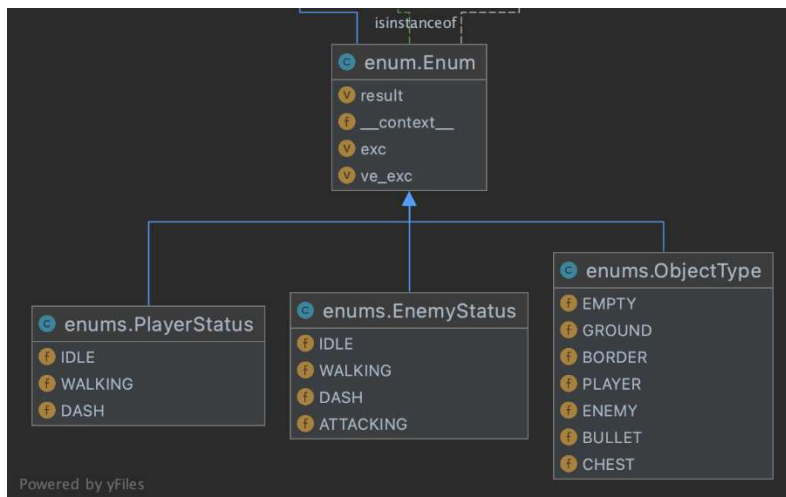 isinstanceof
C enum.Enum
V result
f __context__
V exc
V ve_exc
C enums.PlayerStatus
f IDLE
f WALKING
f DASH
C enums.EnemyStatus
f IDLE
f WALKING
f DASH
f ATTACKING
C enums.ObjectType
f EMPTY
f GROUND
f BORDER
f PLAYER
f ENEMY
f BULLET
f CHEST
Powered by yFiles